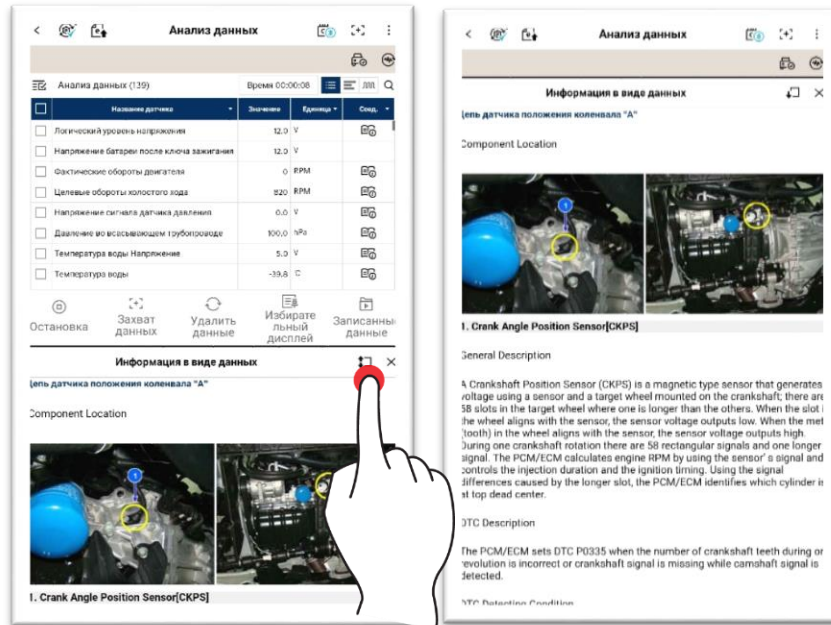 Анализ данных
Анализ данных (139)
Время 00:00:08
Название датчика
Значение
Единица
Соед.
Логический уровень напряжения 12,0 V
Напряжение батареи после ключа зажигания 12,0 V
Фактические обороты двигателя 0 RPM
Целевые обороты холостого хода 820 RPM
Напряжение сигнала датчика давления 0,0 V
Давление во всасывающем трубопроводе 100,0 hPa
Температура воды Напряжение 5,0 V
Температура воды -39,8 °C
Остановка
Захват
данных
Удалить
данные
Избирате
льный
дисплей
Записанны
данные
Информация в виде данных
цепь датчика положения коленвала "A"
Component Location
1
1. Crank Angle Position Sensor[CKPS]
Анализ данных
Информация в виде данных
цепь датчика положения коленвала "A"
Component Location
1
1. Crank Angle Position Sensor[CKPS]
General Description
A Crankshaft Position Sensor (CKPS) is a magnetic type sensor that generates
voltage using a sensor and a target wheel mounted on the crankshaft; there are
58 slots in the target wheel where one is longer than the others. When the slot i
the wheel aligns with the sensor, the sensor voltage outputs low. When the met
(tooth) in the wheel aligns with the sensor, the sensor voltage outputs high.
During one crankshaft rotation there are 58 rectangular signals and one longer
signal. The PCM/ECM calculates engine RPM by using the sensor's signal and
controls the injection duration and the ignition timing. Using the signal
differences caused by the longer slot, the PCM/ECM identifies which cylinder is
at top dead center.
DTC Description
The PCM/ECM sets DTC P0335 when the number of crankshaft teeth during on
revolution is incorrect or crankshaft signal is missing while camshaft signal is
detected.
DTC Detecting Condition